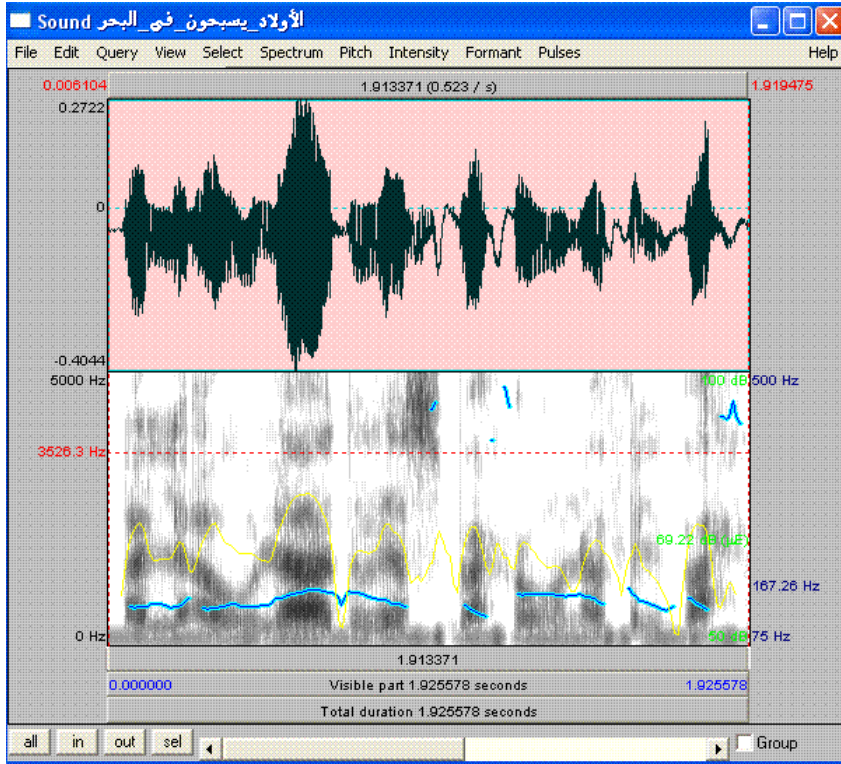 Sound الأولاد_يسبحون_في_البحر
File Edit Query View Select Spectrum Pitch Intensity Formant Pulses Help
0.006104 1.913371 (0.523 / s) 1.919475
0.2722
0
-0.4044
5000 Hz 100 dB 500 Hz
3526.3 Hz
69.22 dB (µE)
167.26 Hz
0 Hz 50 dB 75 Hz
1.913371
0.000000 Visible part 1.925578 seconds 1.925578
Total duration 1.925578 seconds
all in out sel Group